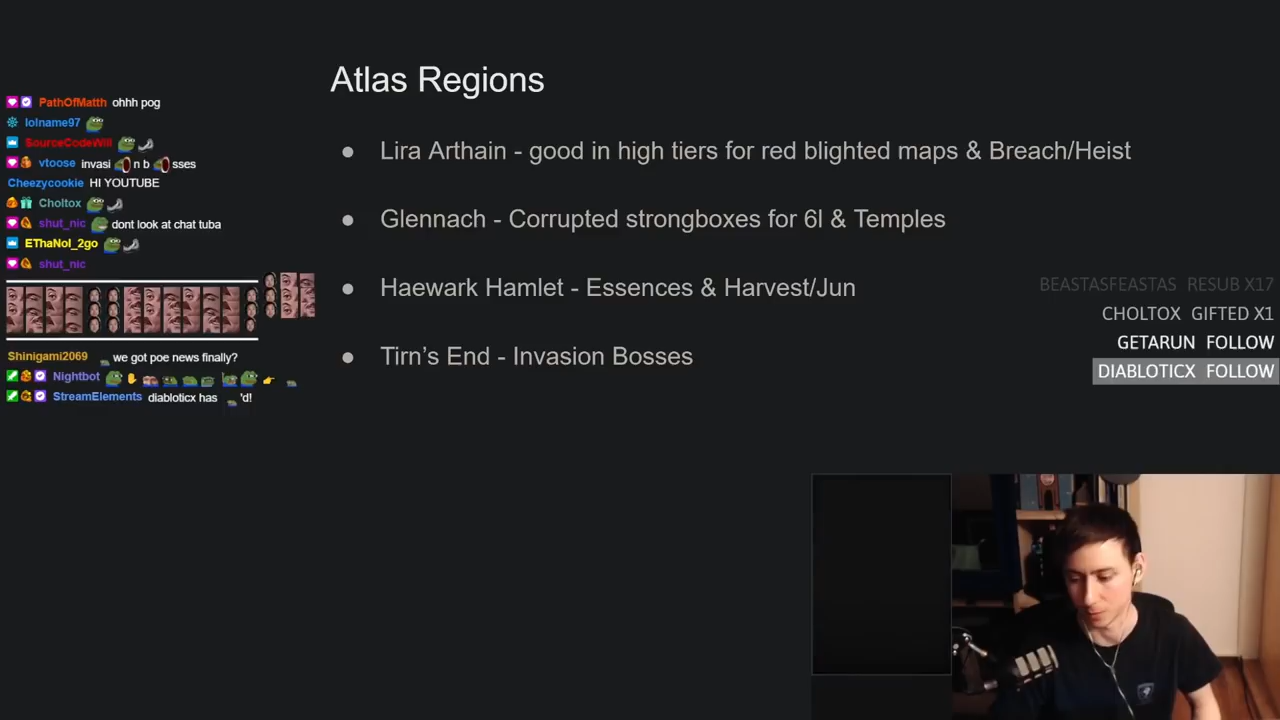 Atlas Regions
● Lira Arthain - good in high tiers for red blighted maps & Breach/Heist
● Glennach - Corrupted strongboxes for 6l & Temples
● Haewark Hamlet - Essences & Harvest/Jun
● Tirn’s End - Invasion Bosses
PathOfMatth ohhh pog
lolname97
SourceCodeWill
vtoose invasi n b sses
Cheezycookie HI YOUTUBE
Choltox
shut_nic dont look at chat tuba
EThaNol_2go
shut_nic
Shinigami2069 we got poe news finally?
Nightbot
StreamElements diabloticx has 'd!
BEASTASFEASTAS RESUB X17
CHOLTOX GIFTED X1
GETARUN FOLLOW
DIABLOTICX FOLLOW